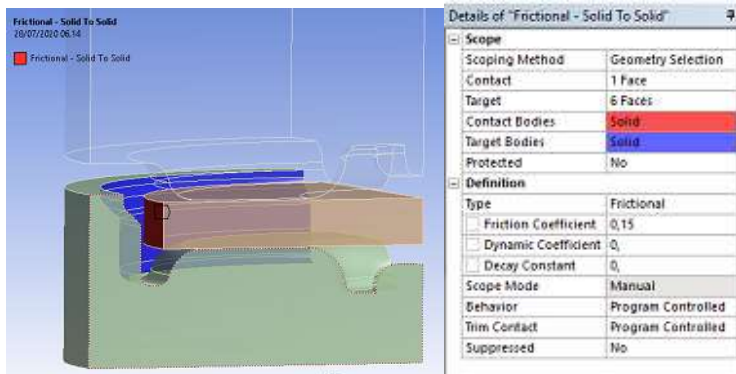 Frictional - Solid To Solid
28/07/2020 06.14
Frictional - Solid To Solid
Details of "Frictional - Solid To Solid"
Scope
Scoping Method Geometry Selection
Contact 1 Face
Target 6 Faces
Contact Bodies Solid
Target Bodies Solid
Protected No
Definition
Type Frictional
Friction Coefficient 0,15
Dynamic Coefficient 0,
Decay Constant 0,
Scope Mode Manual
Behavior Program Controlled
Trim Contact Program Controlled
Suppressed No